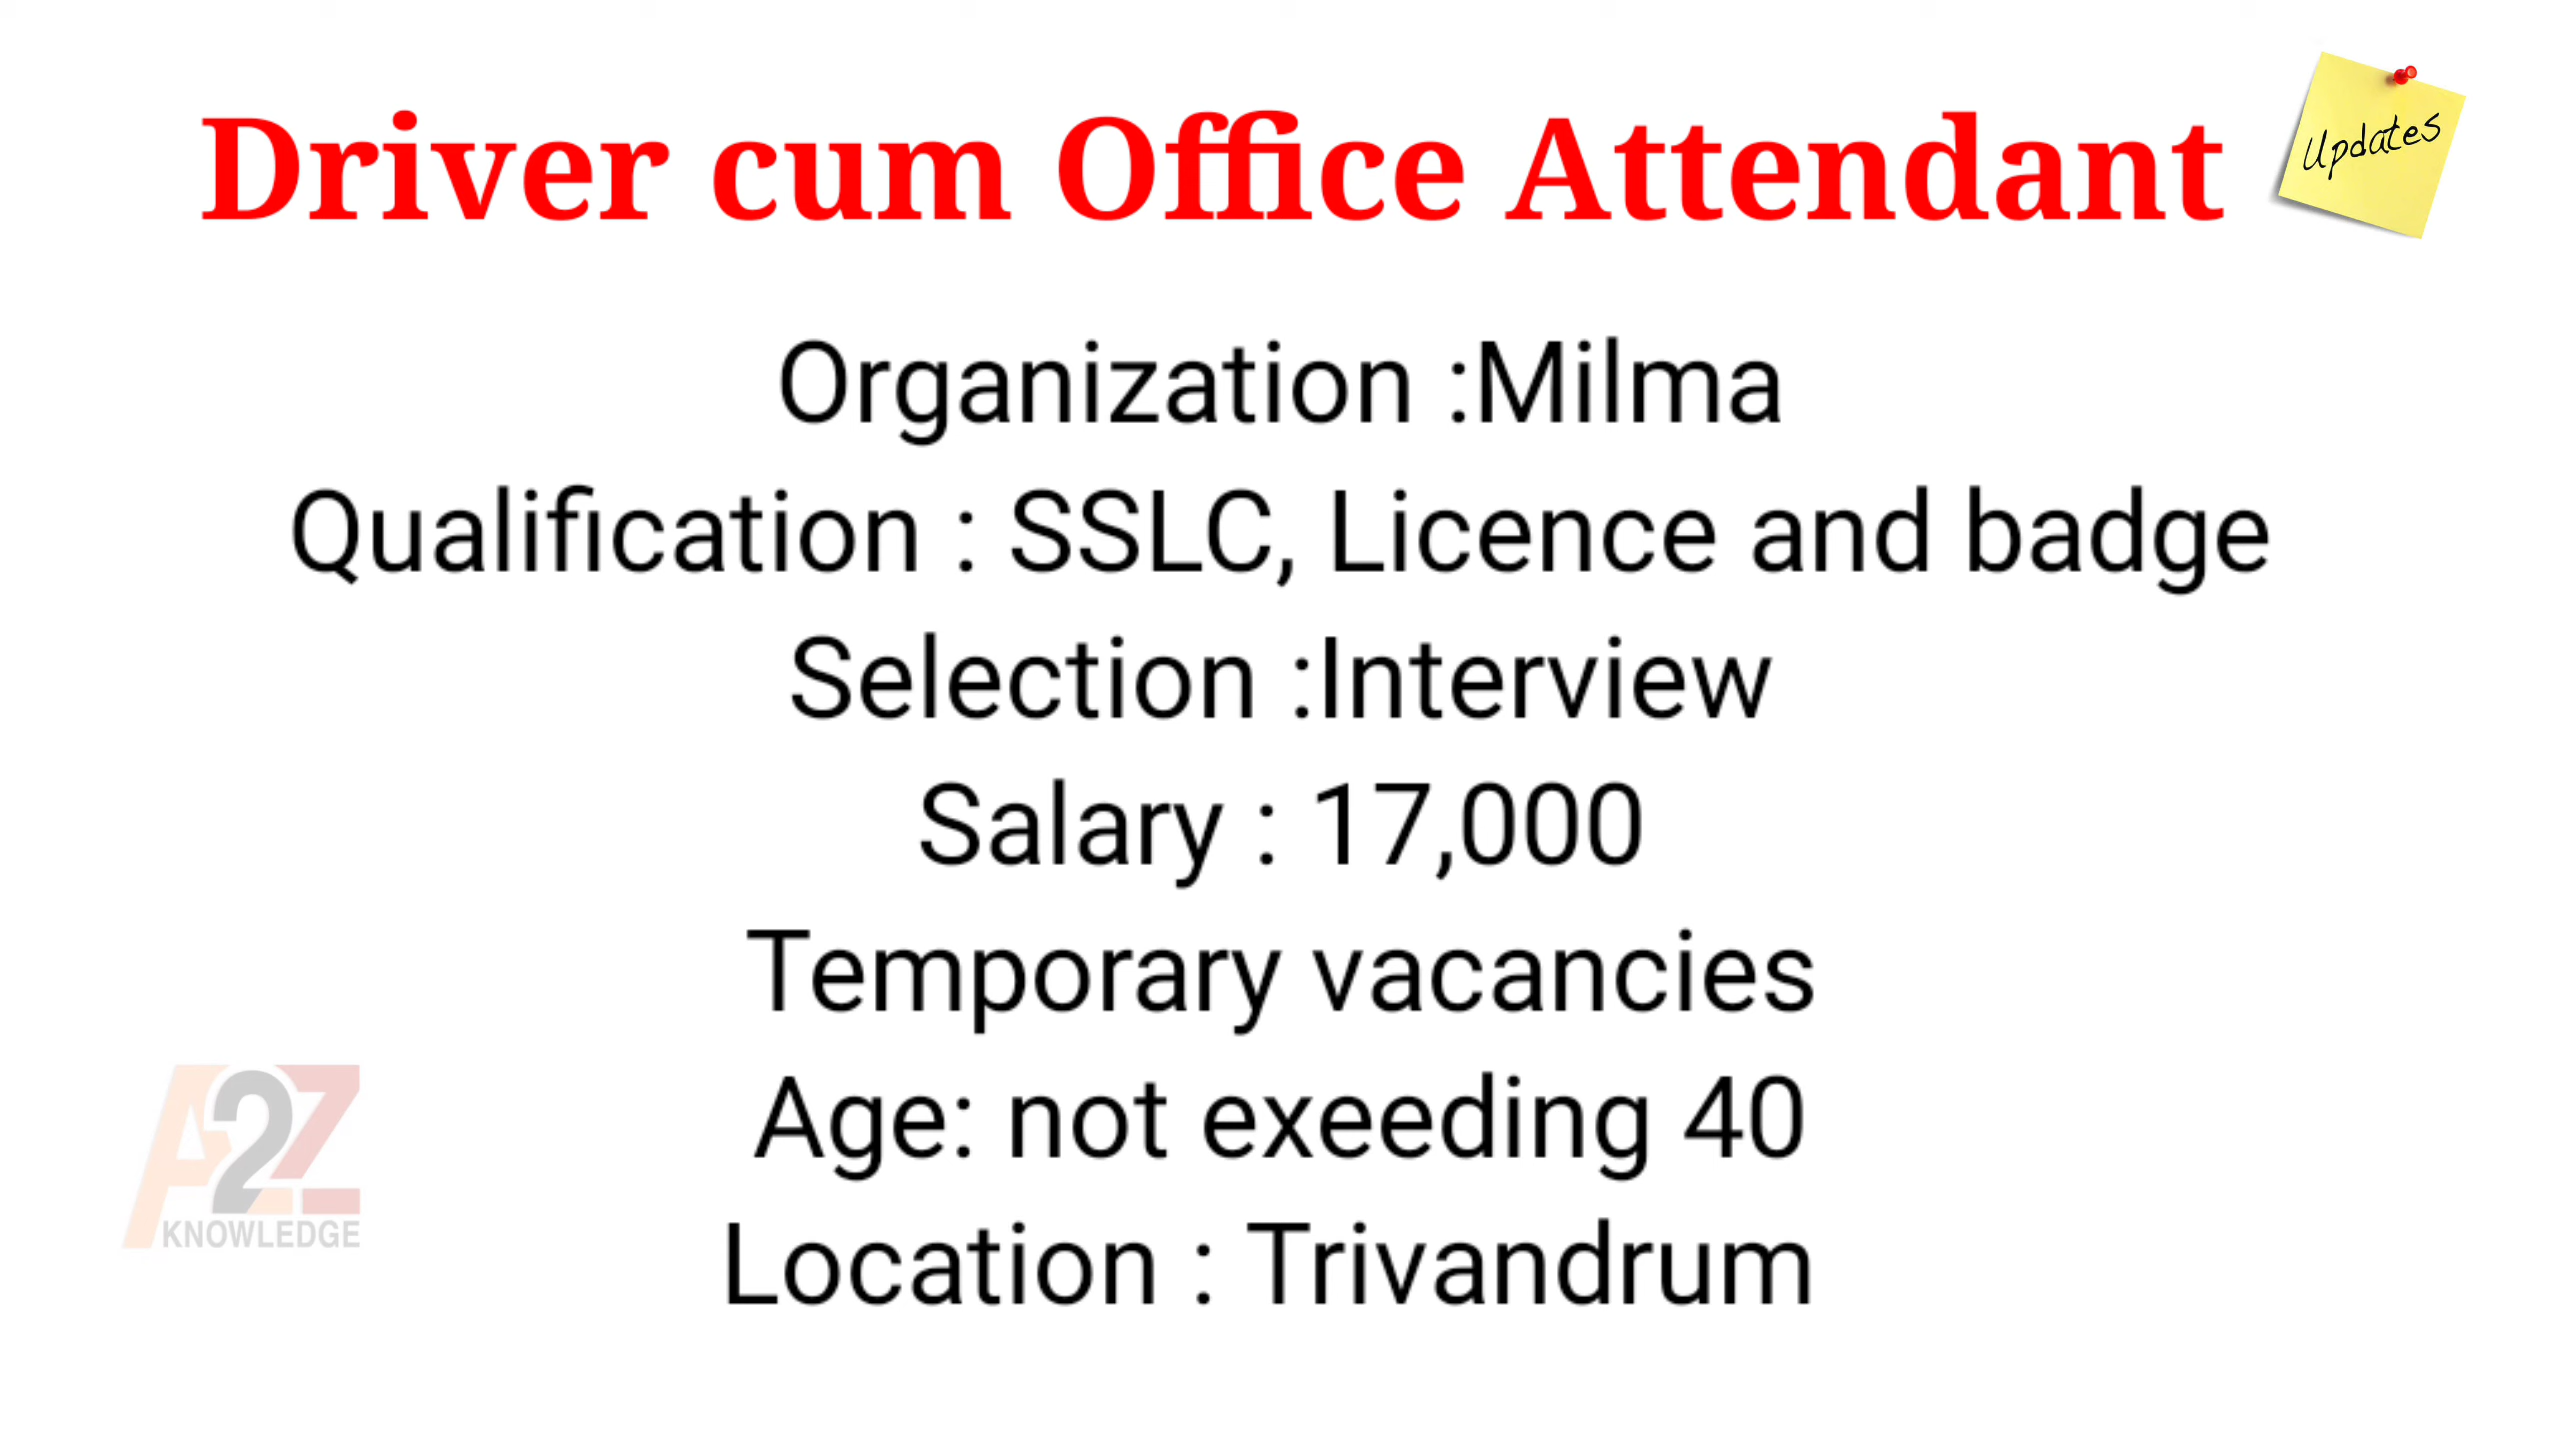 Driver cum Office Attendant
Updates
Organization :Milma
Qualification : SSLC, Licence and badge
Selection :Interview
Salary : 17,000
Temporary vacancies
Age: not exeeding 40
Location : Trivandrum
A2Z
KNOWLEDGE